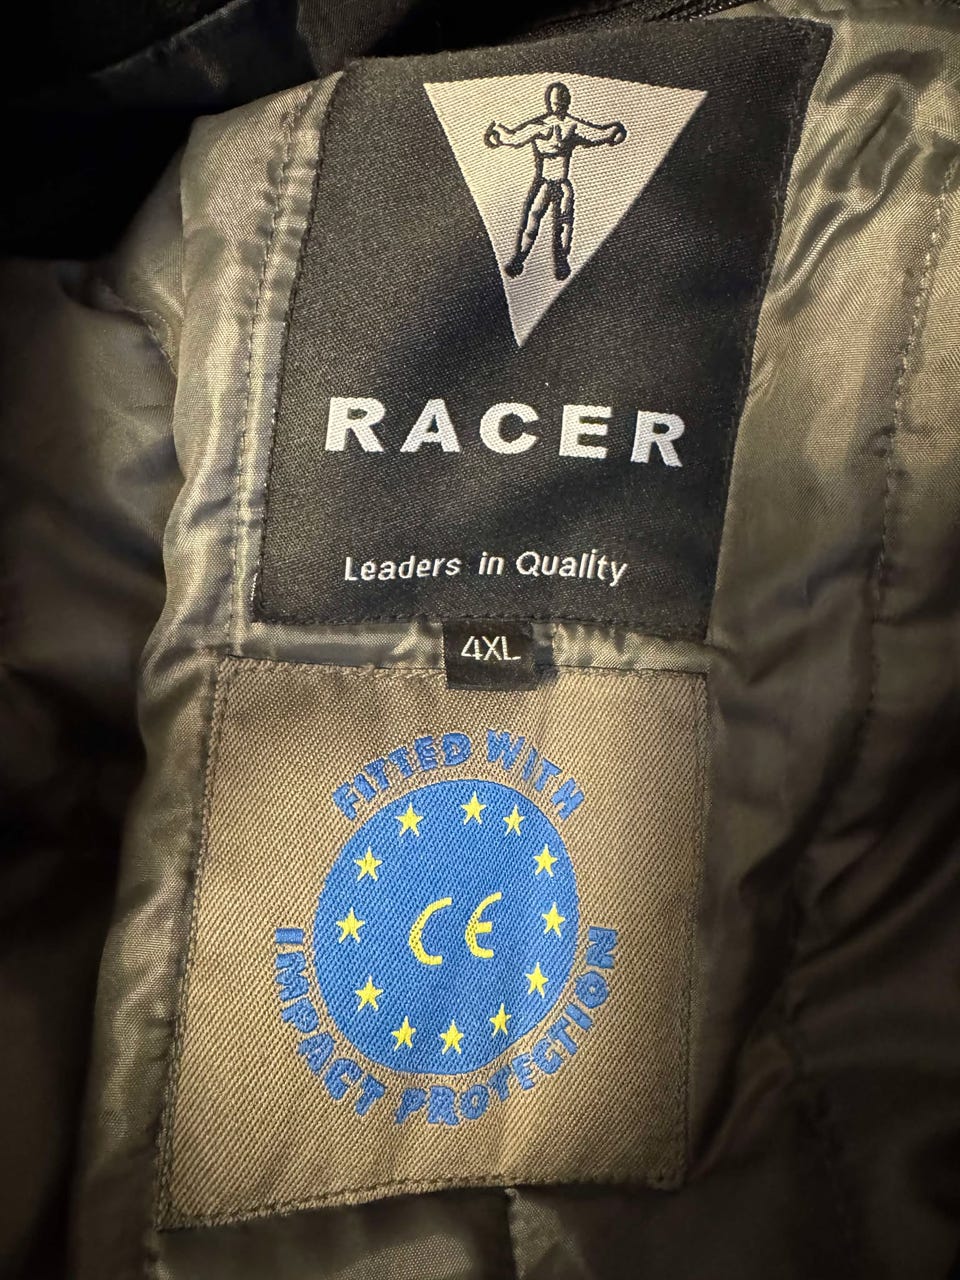 RACER
Leaders in Quality
4XL
FITTED WITH
CE
IMPACT PROTECTION